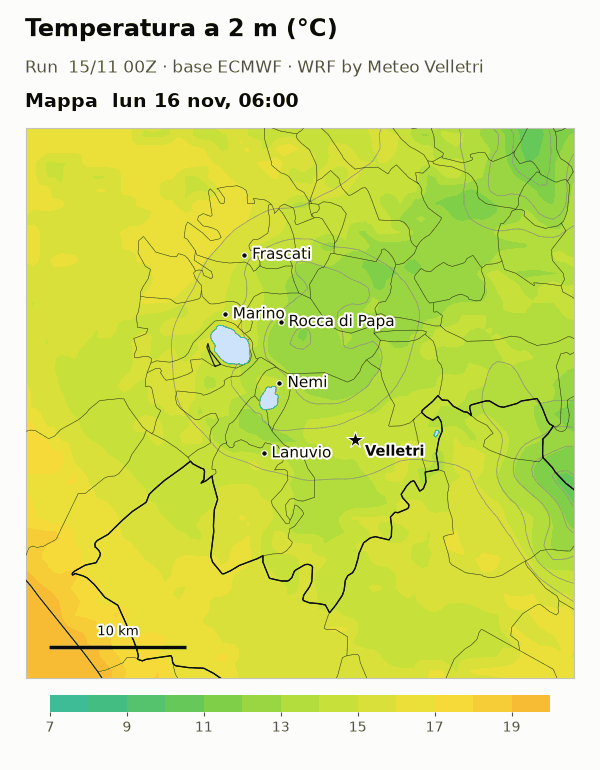 Temperatura a 2 m (°C)
Run  15/11 00Z · base ECMWF · WRF by Meteo Velletri
Mappa  lun 16 nov, 06:00
Frascati
Marino
Rocca di Papa
Nemi
Velletri
Lanuvio
10 km
7 9 11 13 15 17 19